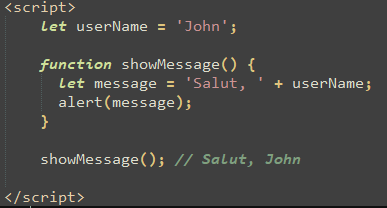 <script>
let userName = 'John';
function showMessage() {
let message = 'Salut, ' + userName;
alert(message);
}
showMessage(); // Salut, John
</script>